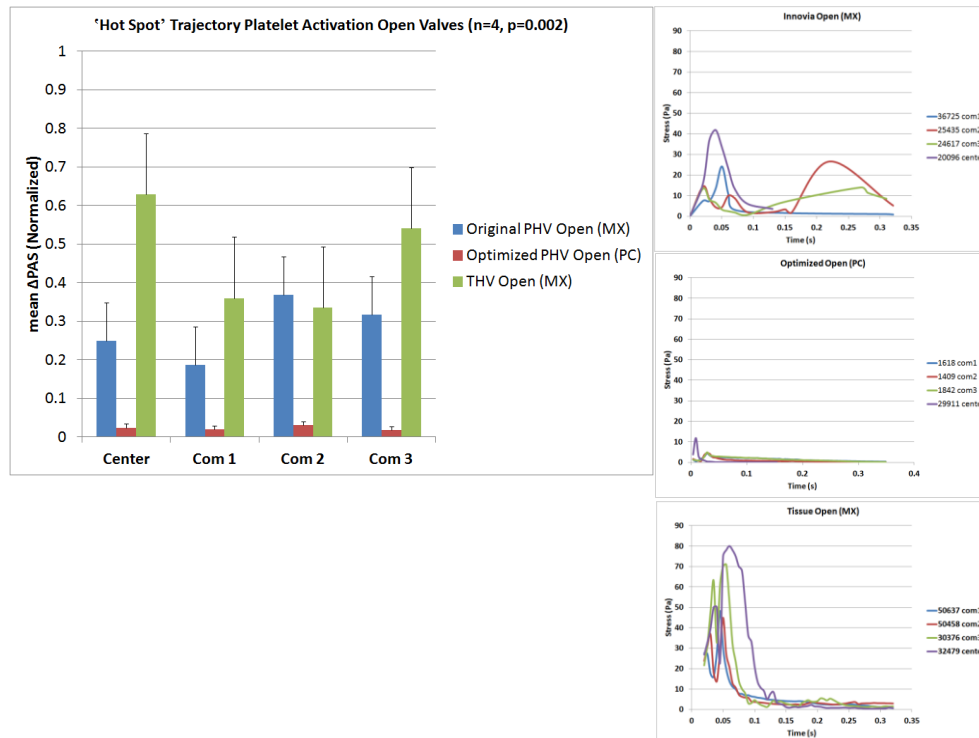 'Hot Spot' Trajectory Platelet Activation Open Valves (n=4, p=0.002)
mean ΔPAS (Normalized)
1
0.9
0.8
0.7
0.6
0.5
0.4
0.3
0.2
0.1
0
Center Com 1 Com 2 Com 3
Original PHV Open (MX)
Optimized PHV Open (PC)
THV Open (MX)
Innovia Open (MX)
Stress (Pa)
90
80
70
60
50
40
30
20
10
0
0 0.05 0.1 0.15 0.2 0.25 0.3 0.35
Time (s)
36725 com1
25435 com2
24617 com3
20096 cente
Optimized Open (PC)
Stress (Pa)
90
80
70
60
50
40
30
20
10
0
0 0.1 0.2 0.3 0.4
Time (s)
1618 com1
1409 com2
1842 com3
29911 cente
Tissue Open (MX)
Stress (Pa)
90
80
70
60
50
40
30
20
10
0
0 0.05 0.1 0.15 0.2 0.25 0.3 0.35
Time (s)
50637 com1
50458 com2
30376 com3
32479 cente